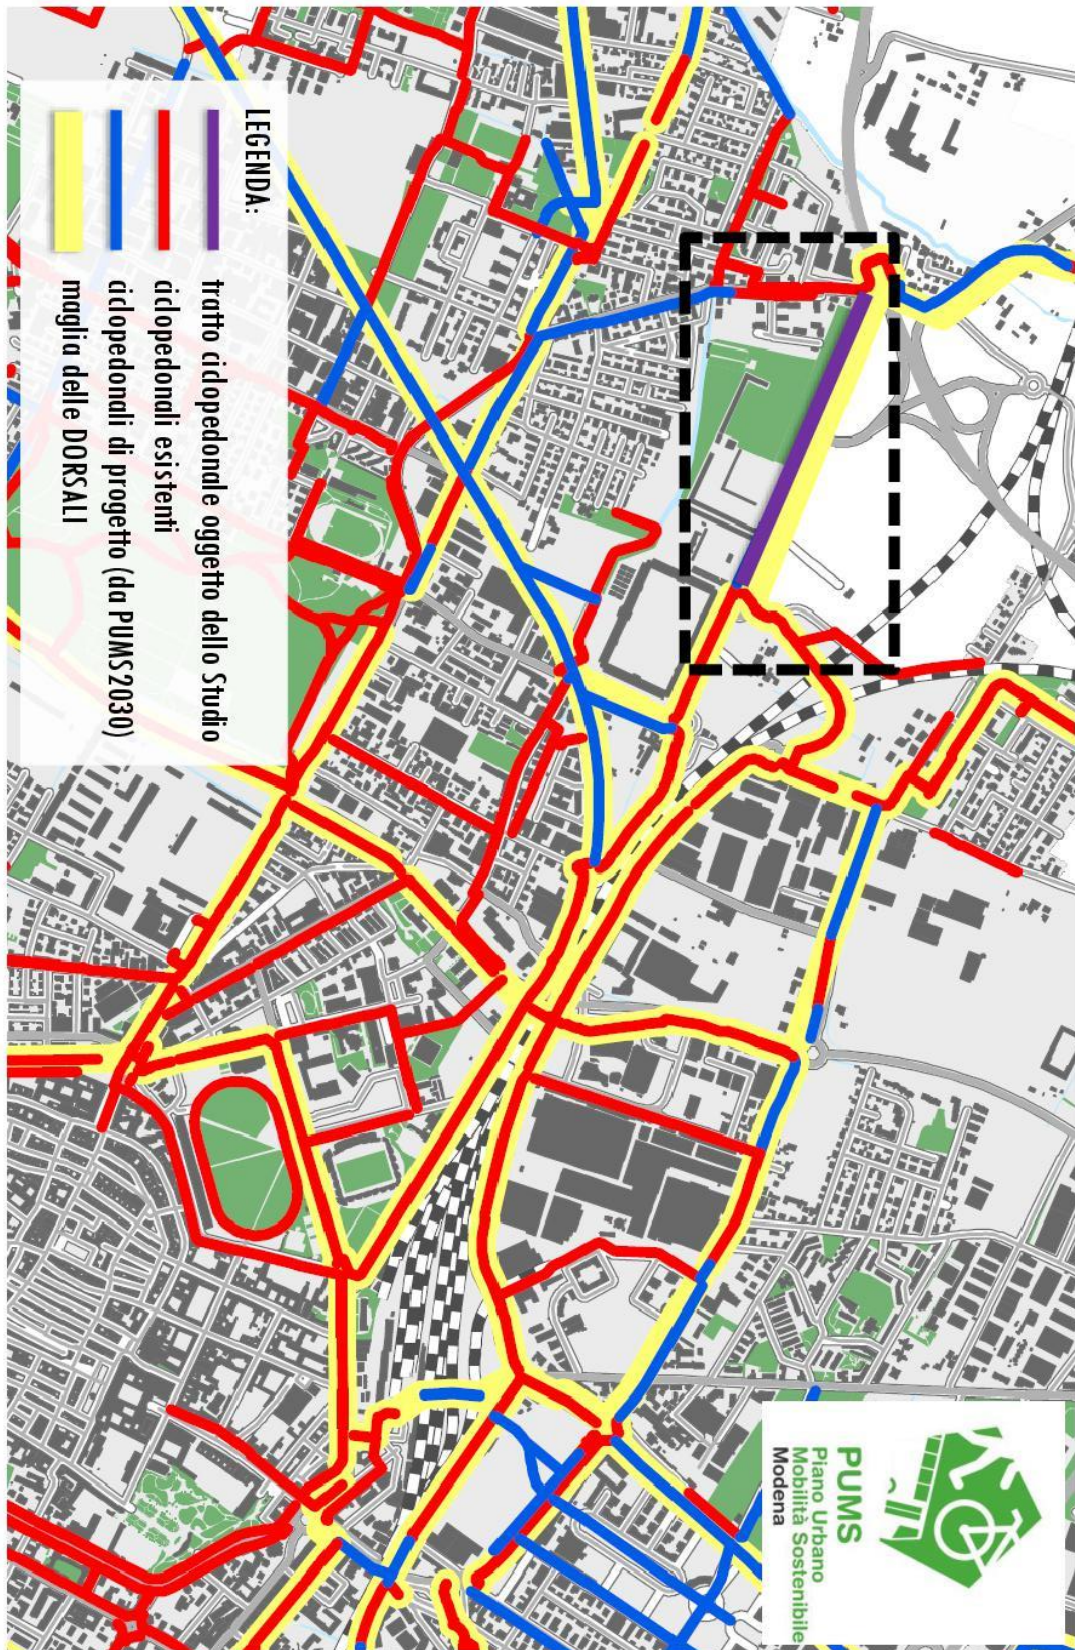 LEGENDA:
tratto ciclopedonale oggetto dello Studio
ciclopedonali esistenti
ciclopedonali di progetto (da PUMS2030)
maglia delle DORSALI
PUMS
Piano Urbano
Mobilità Sostenibile
Modena